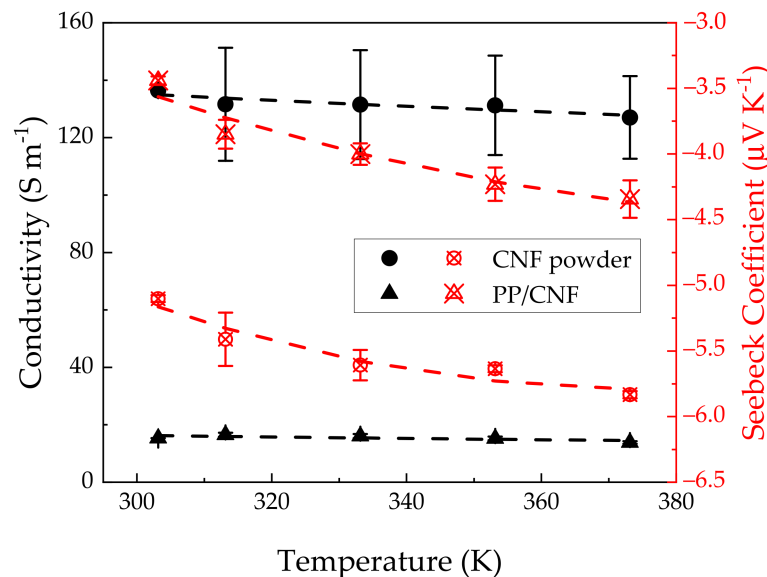 160
120
80
40
0
Conductivity (S m-1)
−3.0
−3.5
−4.0
−4.5
−5.0
−5.5
−6.0
−6.5
Seebeck Coefficient (µV K-1)
CNF powder
PP/CNF
300 320 340 360 380
Temperature (K)